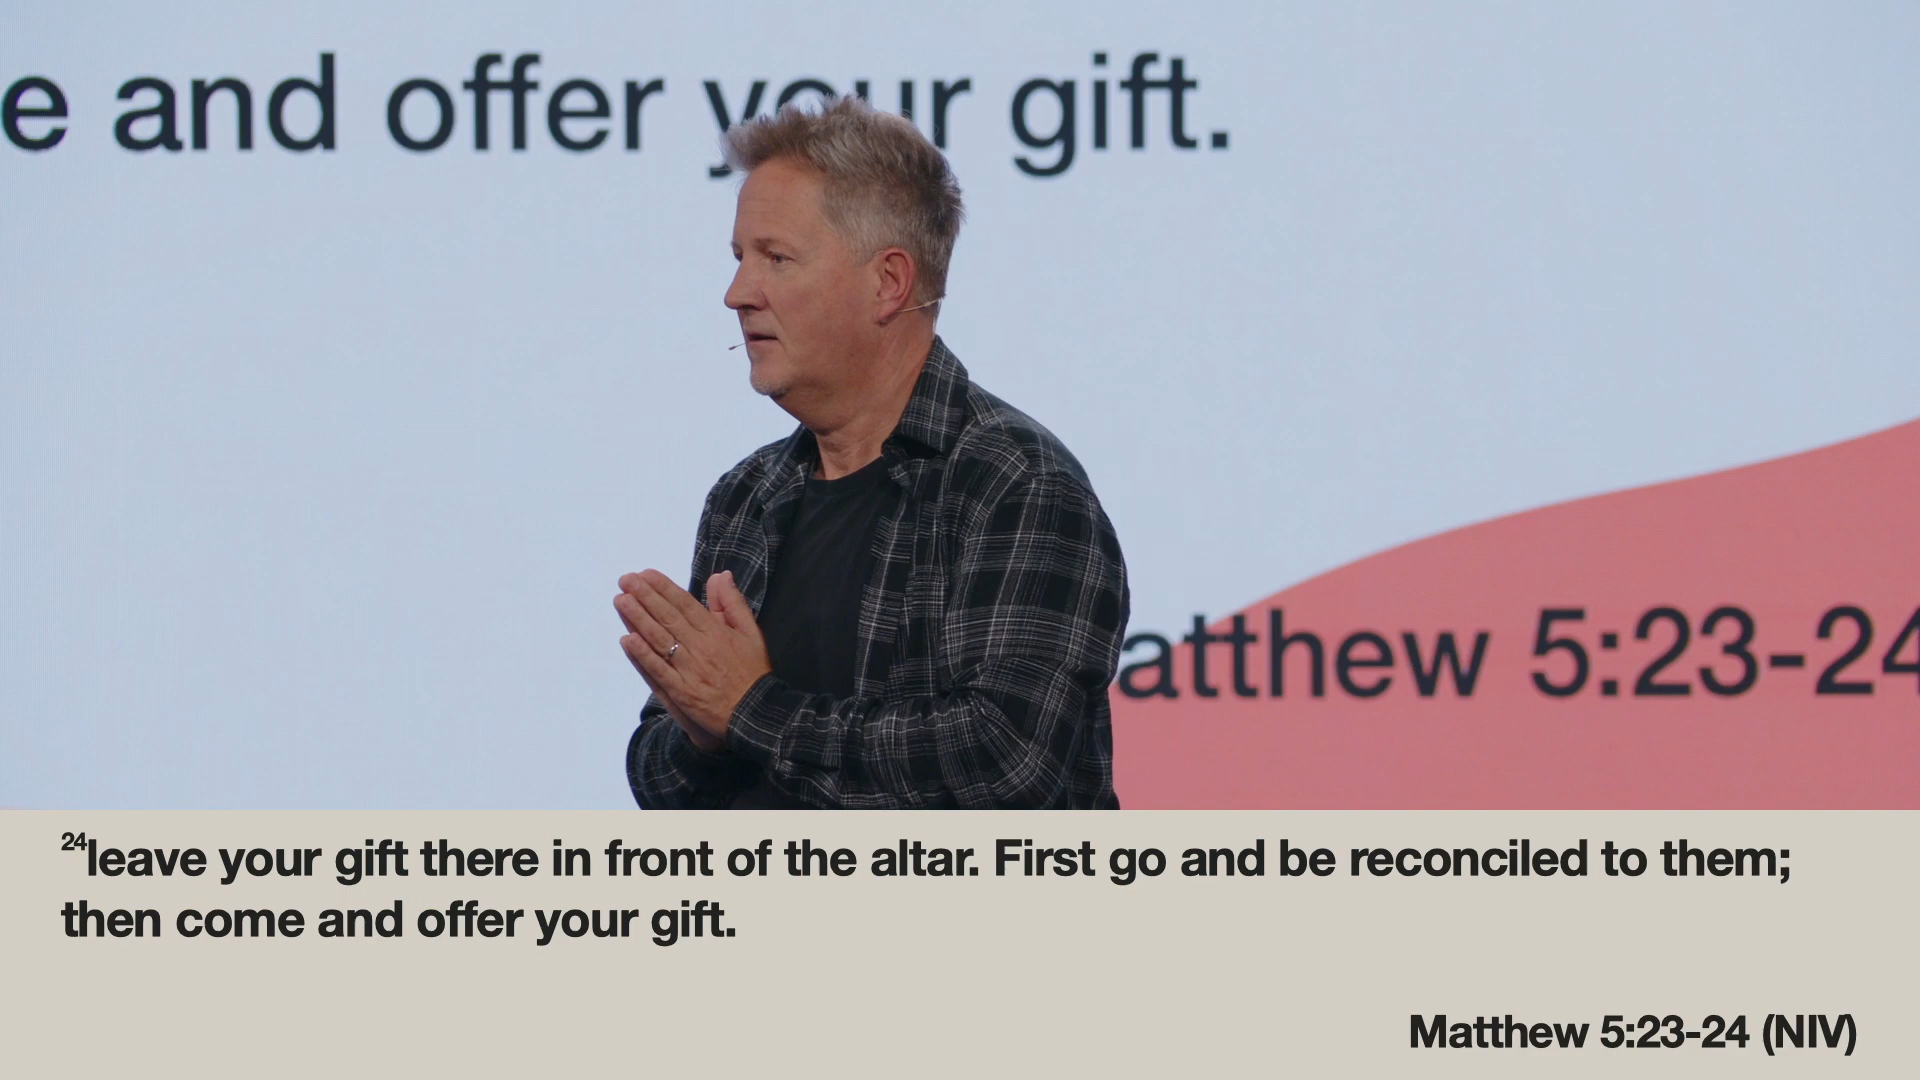 e and offer your gift.
atthew 5:23-24
24leave your gift there in front of the altar. First go and be reconciled to them;
then come and offer your gift.
Matthew 5:23-24 (NIV)